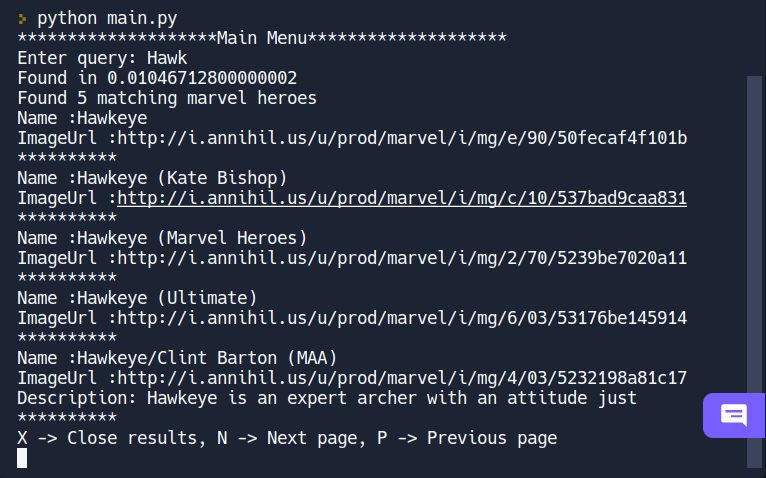 > python main.py
********************Main Menu********************
Enter query: Hawk
Found in 0.01046712800000002
Found 5 matching marvel heroes
Name :Hawkeye
ImageUrl :http://i.annihil.us/u/prod/marvel/i/mg/e/90/50fecaf4f101b
**********
Name :Hawkeye (Kate Bishop)
ImageUrl :http://i.annihil.us/u/prod/marvel/i/mg/c/10/537bad9caa831
**********
Name :Hawkeye (Marvel Heroes)
ImageUrl :http://i.annihil.us/u/prod/marvel/i/mg/2/70/5239be7020a11
**********
Name :Hawkeye (Ultimate)
ImageUrl :http://i.annihil.us/u/prod/marvel/i/mg/6/03/53176be145914
**********
Name :Hawkeye/Clint Barton (MAA)
ImageUrl :http://i.annihil.us/u/prod/marvel/i/mg/4/03/5232198a81c17
Description: Hawkeye is an expert archer with an attitude just
**********
X -> Close results, N -> Next page, P -> Previous page